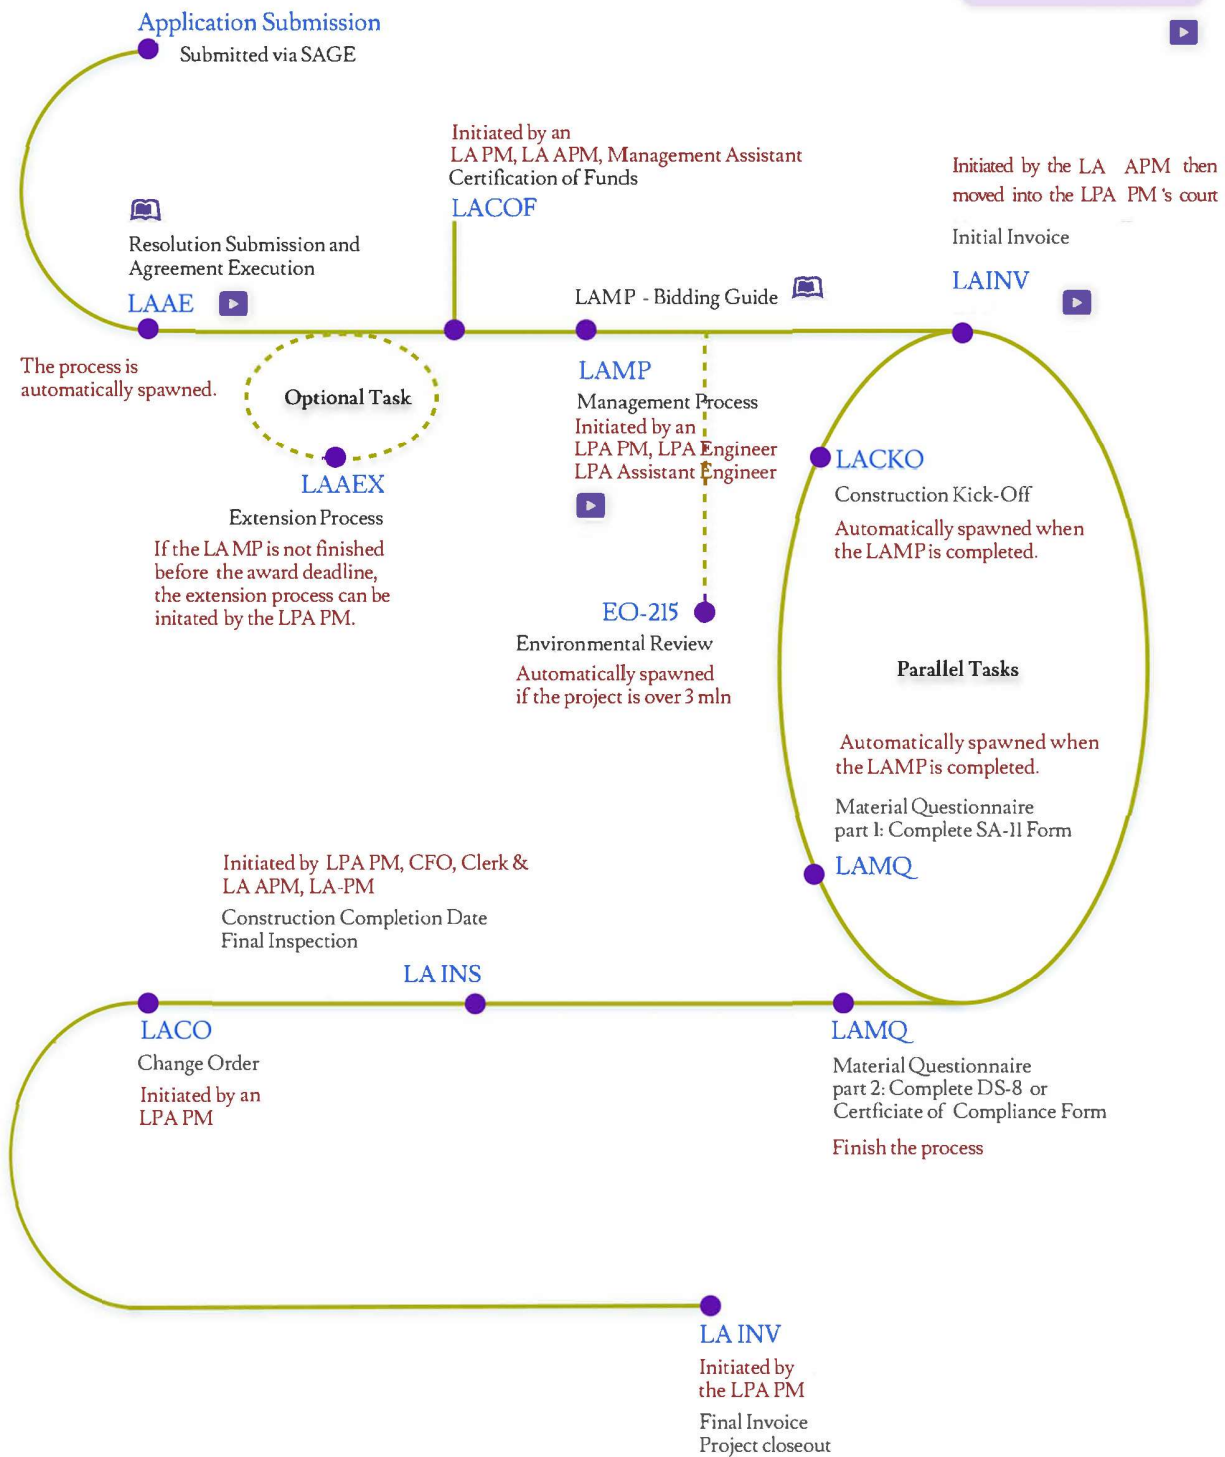 Application Submission
Submitted via SAGE
Initiated by an
LA PM, LA APM, Management Assistant
Certification of Funds
LACOF
Initiated by the LA APM then
moved into the LPA PM's court
Initial Invoice
LAINV
Resolution Submission and
Agreement Execution
LAAE
LAMP - Bidding Guide
The process is
automatically spawned.
Optional Task
LAAEX
Extension Process
If the LAMP is not finished
before the award deadline,
the extension process can be
initated by the LPA PM.
LAMP
Management Process
Initiated by an
LPA PM, LPA Engineer
LPA Assistant Engineer
EO-215
Environmental Review
Automatically spawned
if the project is over 3 mln
LACKO
Construction Kick-Off
Automatically spawned when
the LAMP is completed.
Parallel Tasks
Automatically spawned when
the LAMP is completed.
Material Questionnaire
part 1: Complete SA-11 Form
LAMQ
Initiated by LPA PM, CFO, Clerk &
LA APM, LA-PM
Construction Completion Date
Final Inspection
LA INS
LACO
Change Order
Initiated by an
LPA PM
LAMQ
Material Questionnaire
part 2: Complete DS-8 or
Certficiate of Compliance Form
Finish the process
LA INV
Initiated by
the LPA PM
Final Invoice
Project closeout